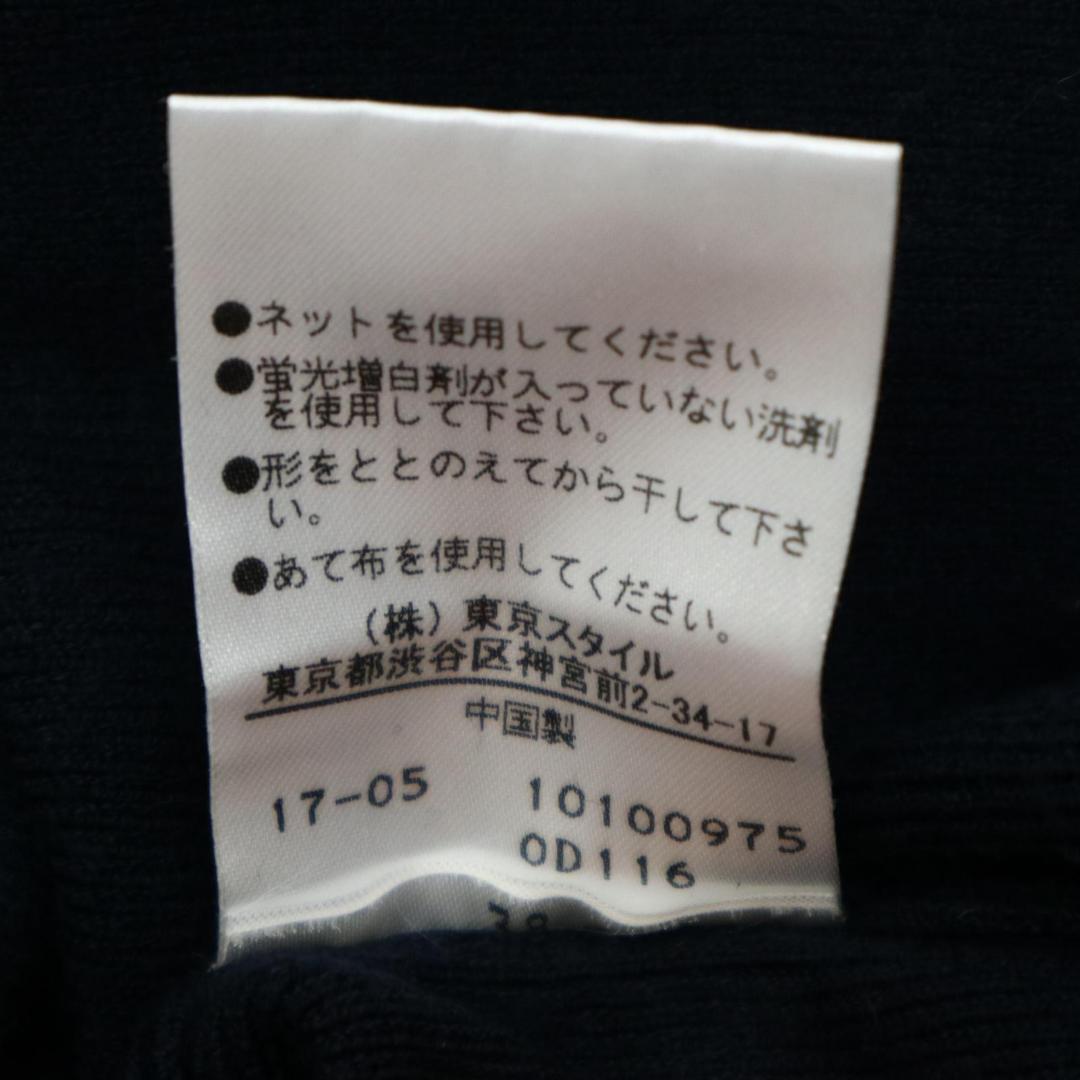 ●ネットを使用してください。
●蛍光増白剤が入っていない洗剤
を使用して下さい。
●形をととのえてから干して下さ
い。
●あて布を使用してください。
（株）東京スタイル
東京都渋谷区神宮前2-34-17
中国製
17-05 10100975
0D116